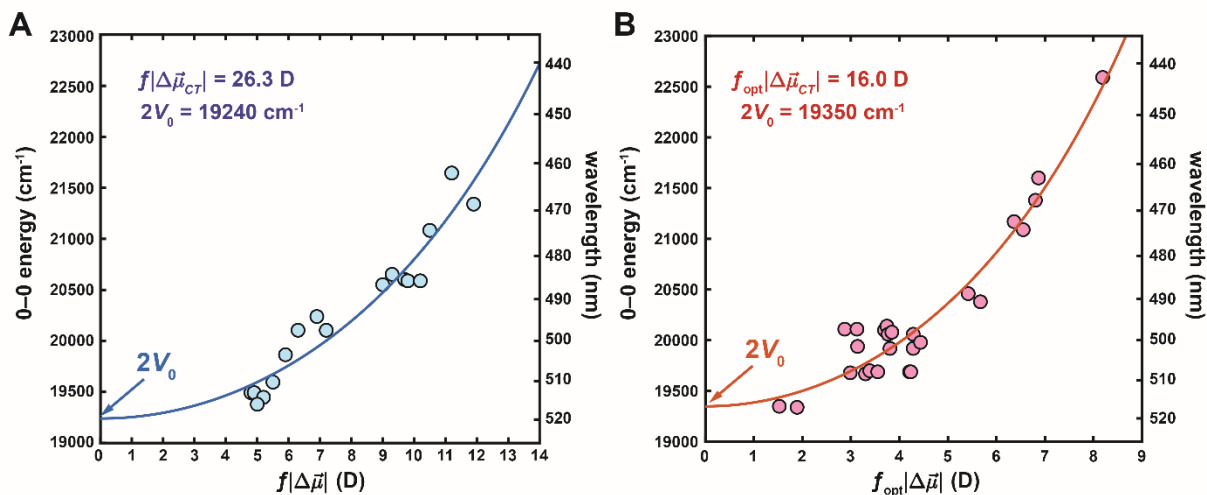 A
f|Δμ⃗CT| = 26.3 D
2V0 = 19240 cm-1
2V0
0–0 energy (cm-1)
23000
22500
22000
21500
21000
20500
20000
19500
19000
0 1 2 3 4 5 6 7 8 9 10 11 12 13 14
f|Δμ⃗| (D)
440
450
460
470
480
490
500
510
520
wavelength (nm)
B
fopt|Δμ⃗CT| = 16.0 D
2V0 = 19350 cm-1
2V0
0–0 energy (cm-1)
23000
22500
22000
21500
21000
20500
20000
19500
19000
0 1 2 3 4 5 6 7 8 9
fopt|Δμ⃗| (D)
440
450
460
470
480
490
500
510
520
wavelength (nm)